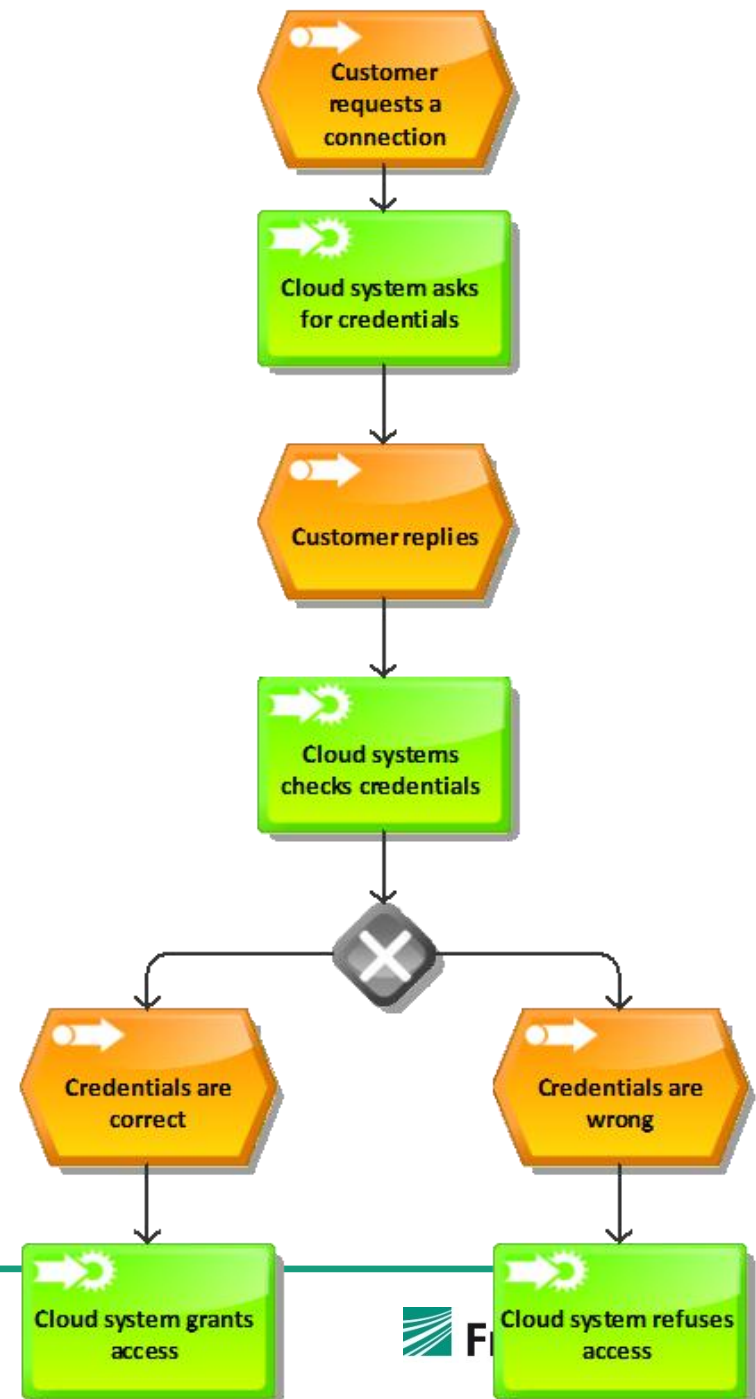 Customer
requests a
connection
Cloud system asks
for credentials
Customer replies
Cloud systems
checks credentials
Credentials are
correct
Credentials are
wrong
Cloud system grants
access
Cloud system refuses
access